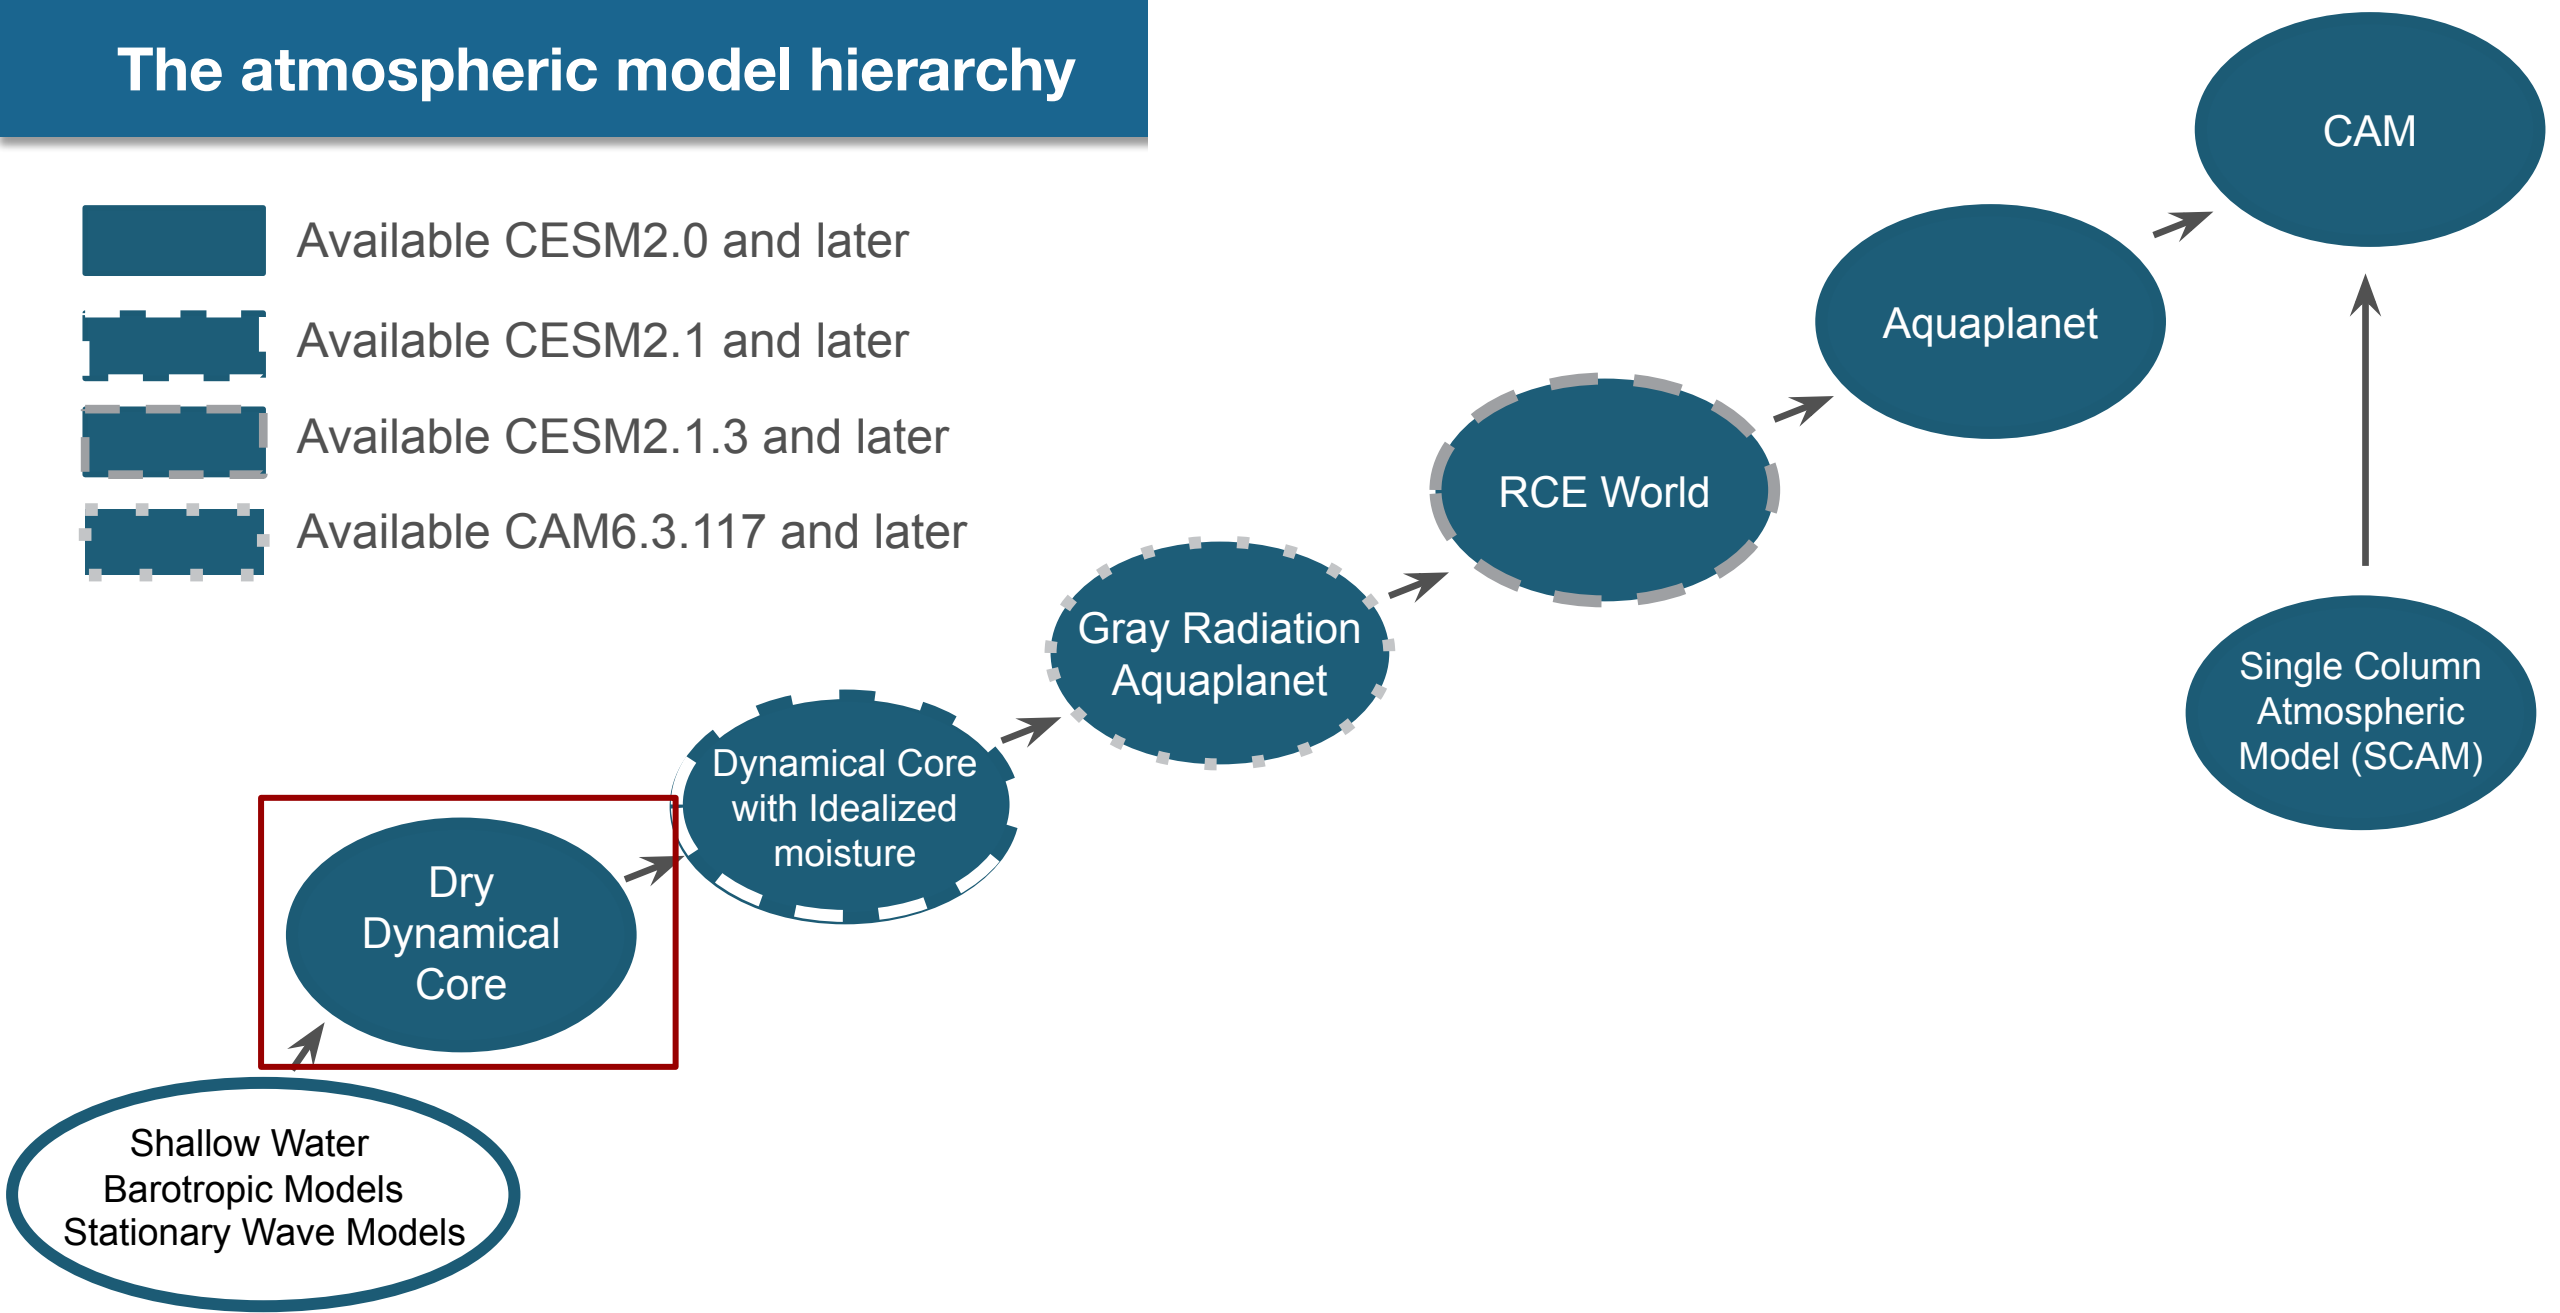 The atmospheric model hierarchy
Available CESM2.0 and later
Available CESM2.1 and later
Available CESM2.1.3 and later
Available CAM6.3.117 and later
CAM
Aquaplanet
RCE World
Gray Radiation
Aquaplanet
Single Column
Atmospheric
Model (SCAM)
Dynamical Core
with Idealized
moisture
Dry
Dynamical
Core
Shallow Water
Barotropic Models
Stationary Wave Models